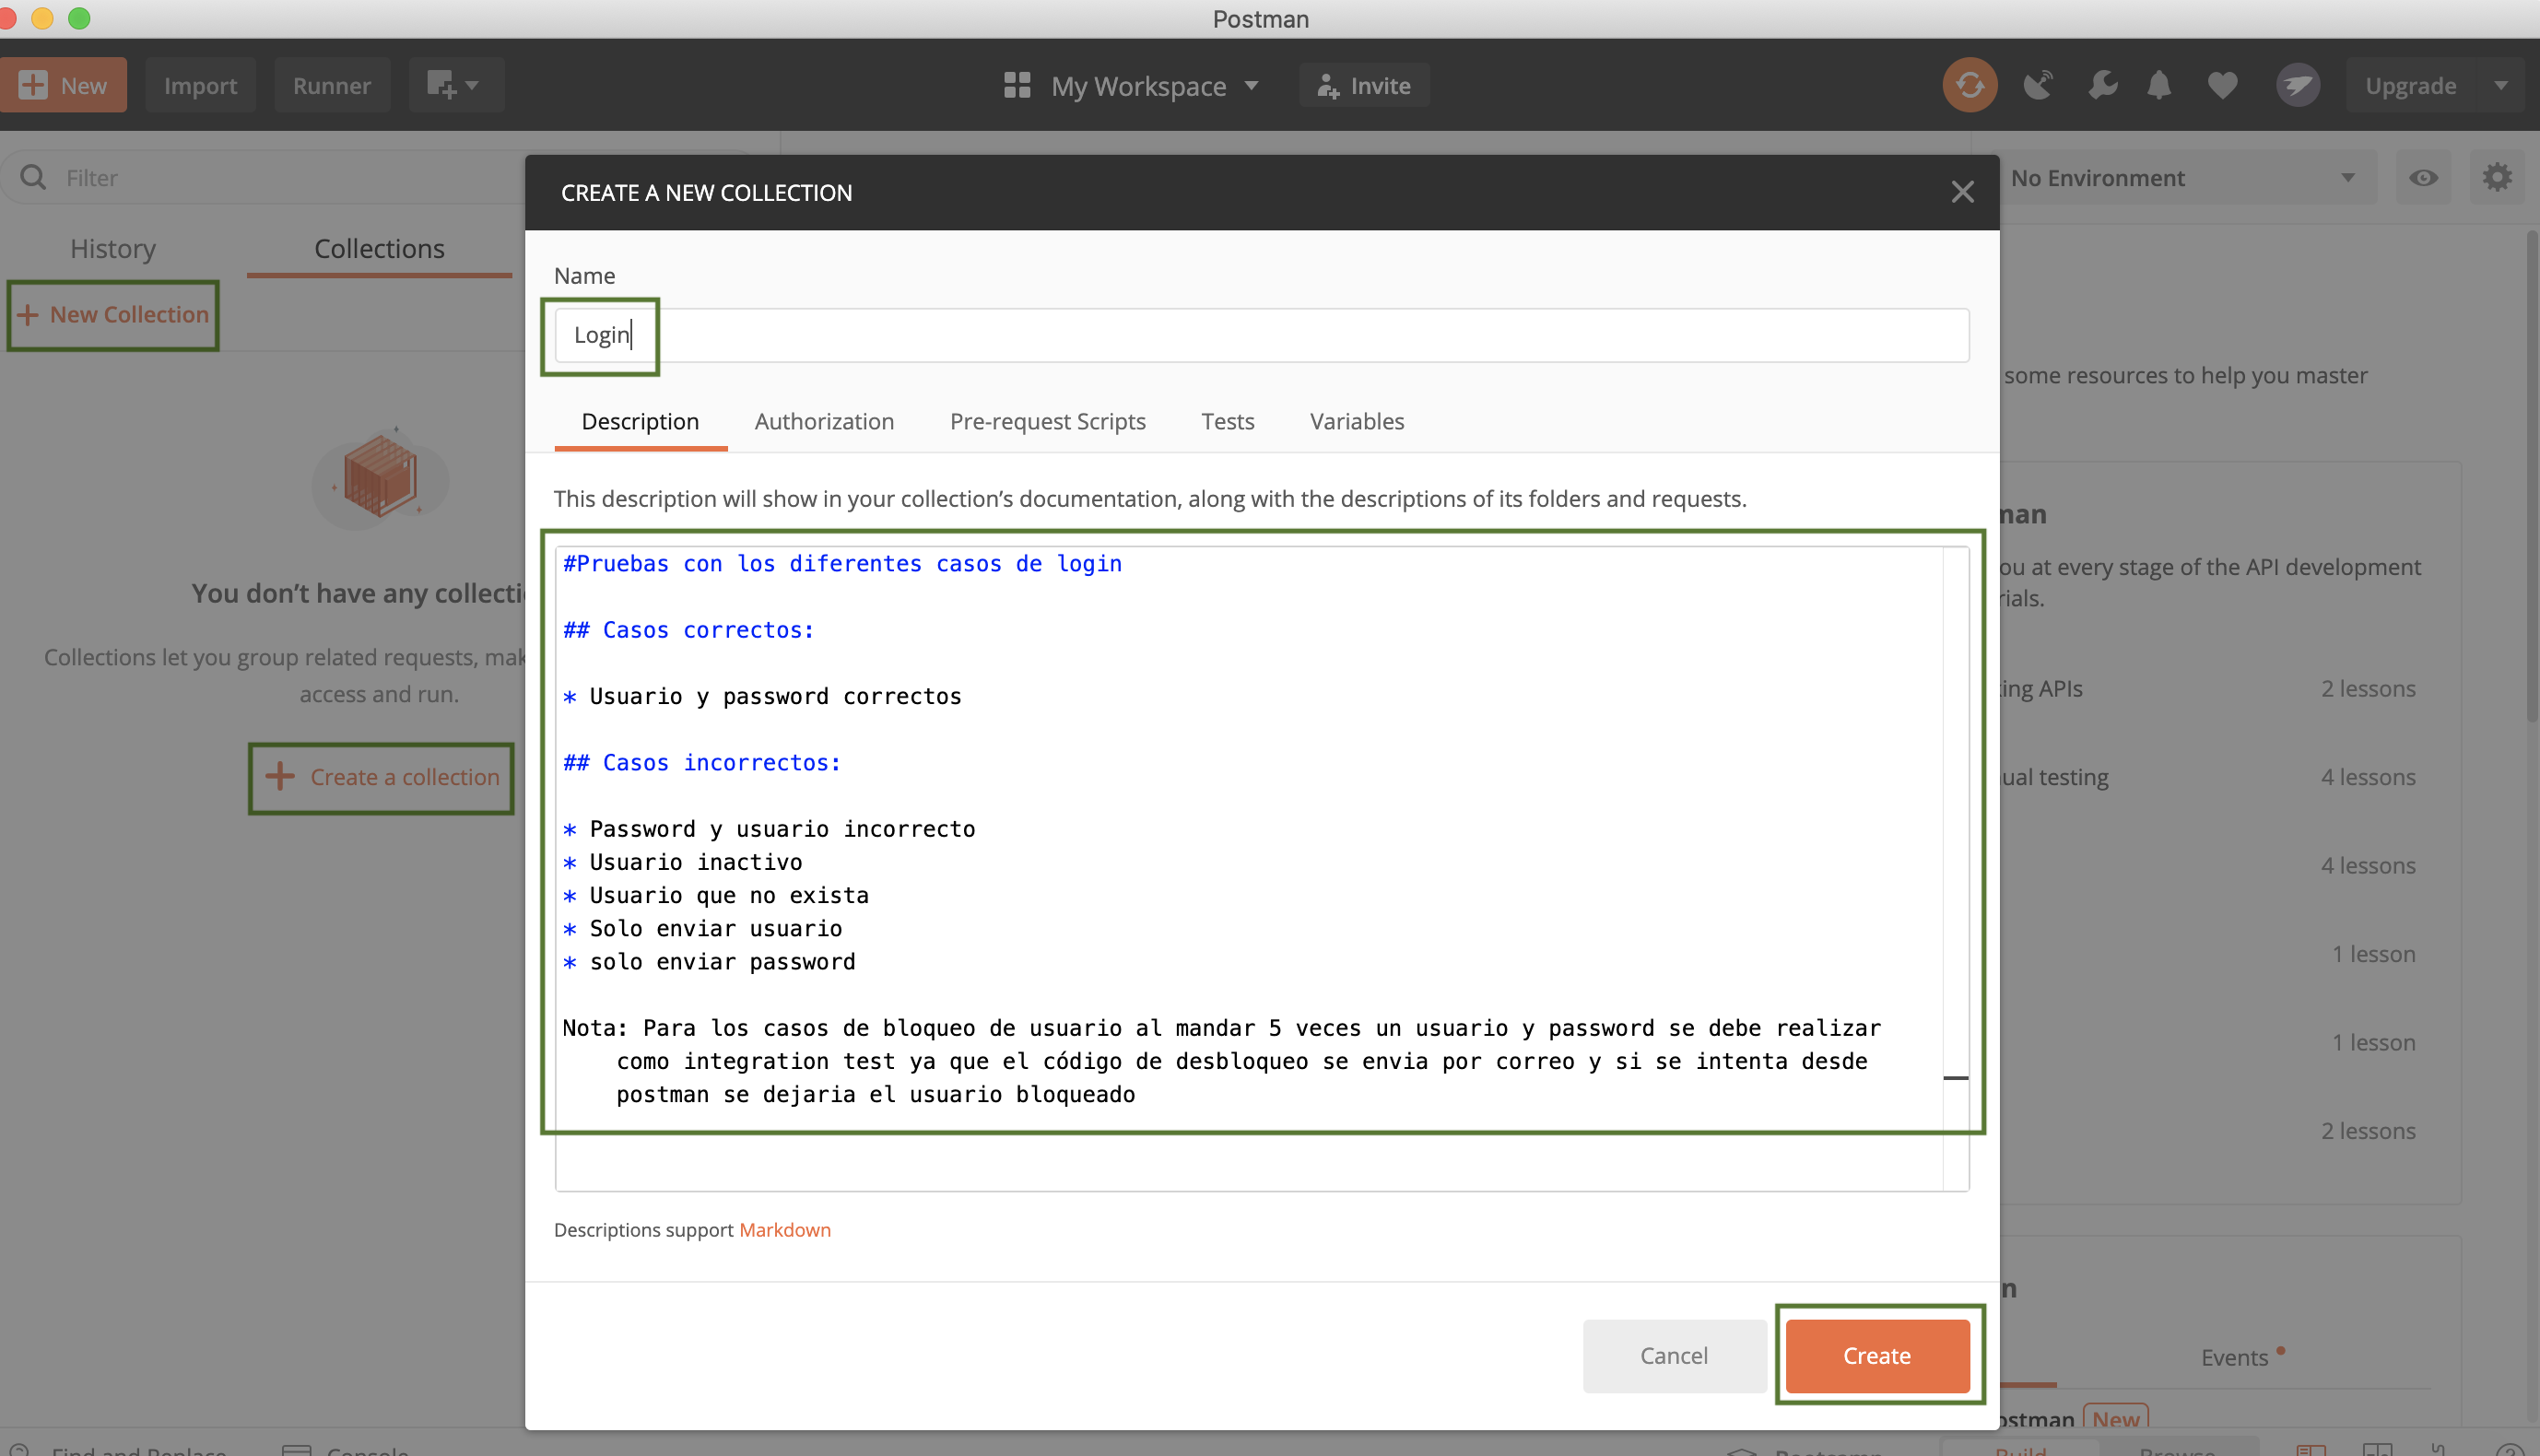 Postman
New
Import
Runner
My Workspace
Invite
Upgrade
Filter
History
Collections
+ New Collection
You don't have any collecti
Collections let you group related requests, mak
access and run.
+ Create a collection
CREATE A NEW COLLECTION
Name
Login
Description
Authorization
Pre-request Scripts
Tests
Variables
This description will show in your collection's documentation, along with the descriptions of its folders and requests.
#Pruebas con los diferentes casos de login
## Casos correctos:
* Usuario y password correctos
## Casos incorrectos:
* Password y usuario incorrecto
* Usuario inactivo
* Usuario que no exista
* Solo enviar usuario
* solo enviar password
Nota: Para los casos de bloqueo de usuario al mandar 5 veces un usuario y password se debe realizar
como integration test ya que el código de desbloqueo se envia por correo y si se intenta desde
postman se dejaria el usuario bloqueado
Descriptions support Markdown
Cancel
Create
No Environment
some resources to help you master
man
ou at every stage of the API development
rials.
ing APIs
2 lessons
ual testing
4 lessons
4 lessons
1 lesson
1 lesson
2 lessons
n
Events
ostman New
Find and Replace
Console
Bootcamp
Build
Browse